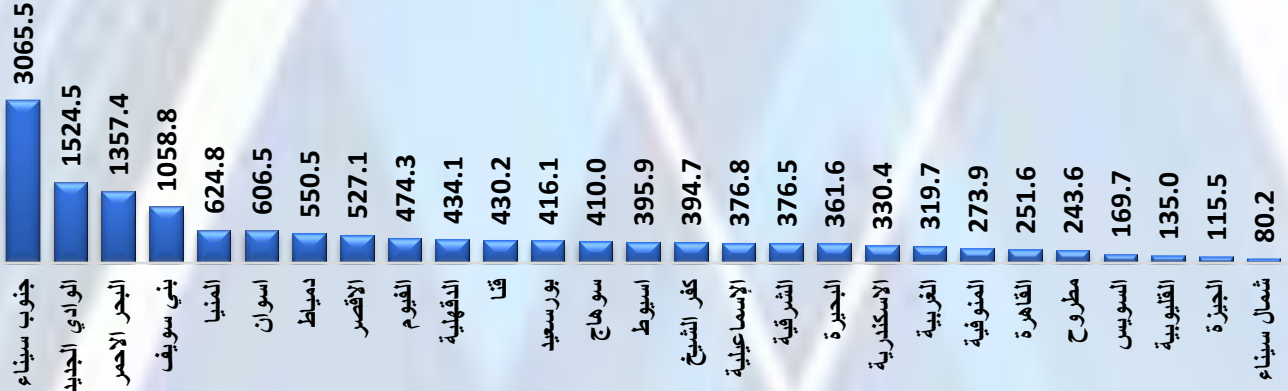 3065.5
1524.5
1357.4
1058.8
624.8
606.5
550.5
527.1
474.3
434.1
430.2
416.1
410.0
395.9
394.7
376.8
376.5
361.6
330.4
319.7
273.9
251.6
243.6
169.7
135.0
115.5
80.2
جنوب سيناء
الوادي الجديد
البحر الاحمر
بني سويف
المنيا
اسوان
دمياط
الاقصر
الفيوم
الدقهلية
قنا
بورسعيد
سوهاج
اسيوط
كفر الشيخ
الإسماعيلية
الشرقية
البحيرة
الاسكندرية
الغربية
المنوفية
القاهرة
مطروح
السويس
القليوبية
الجيزة
شمال سيناء